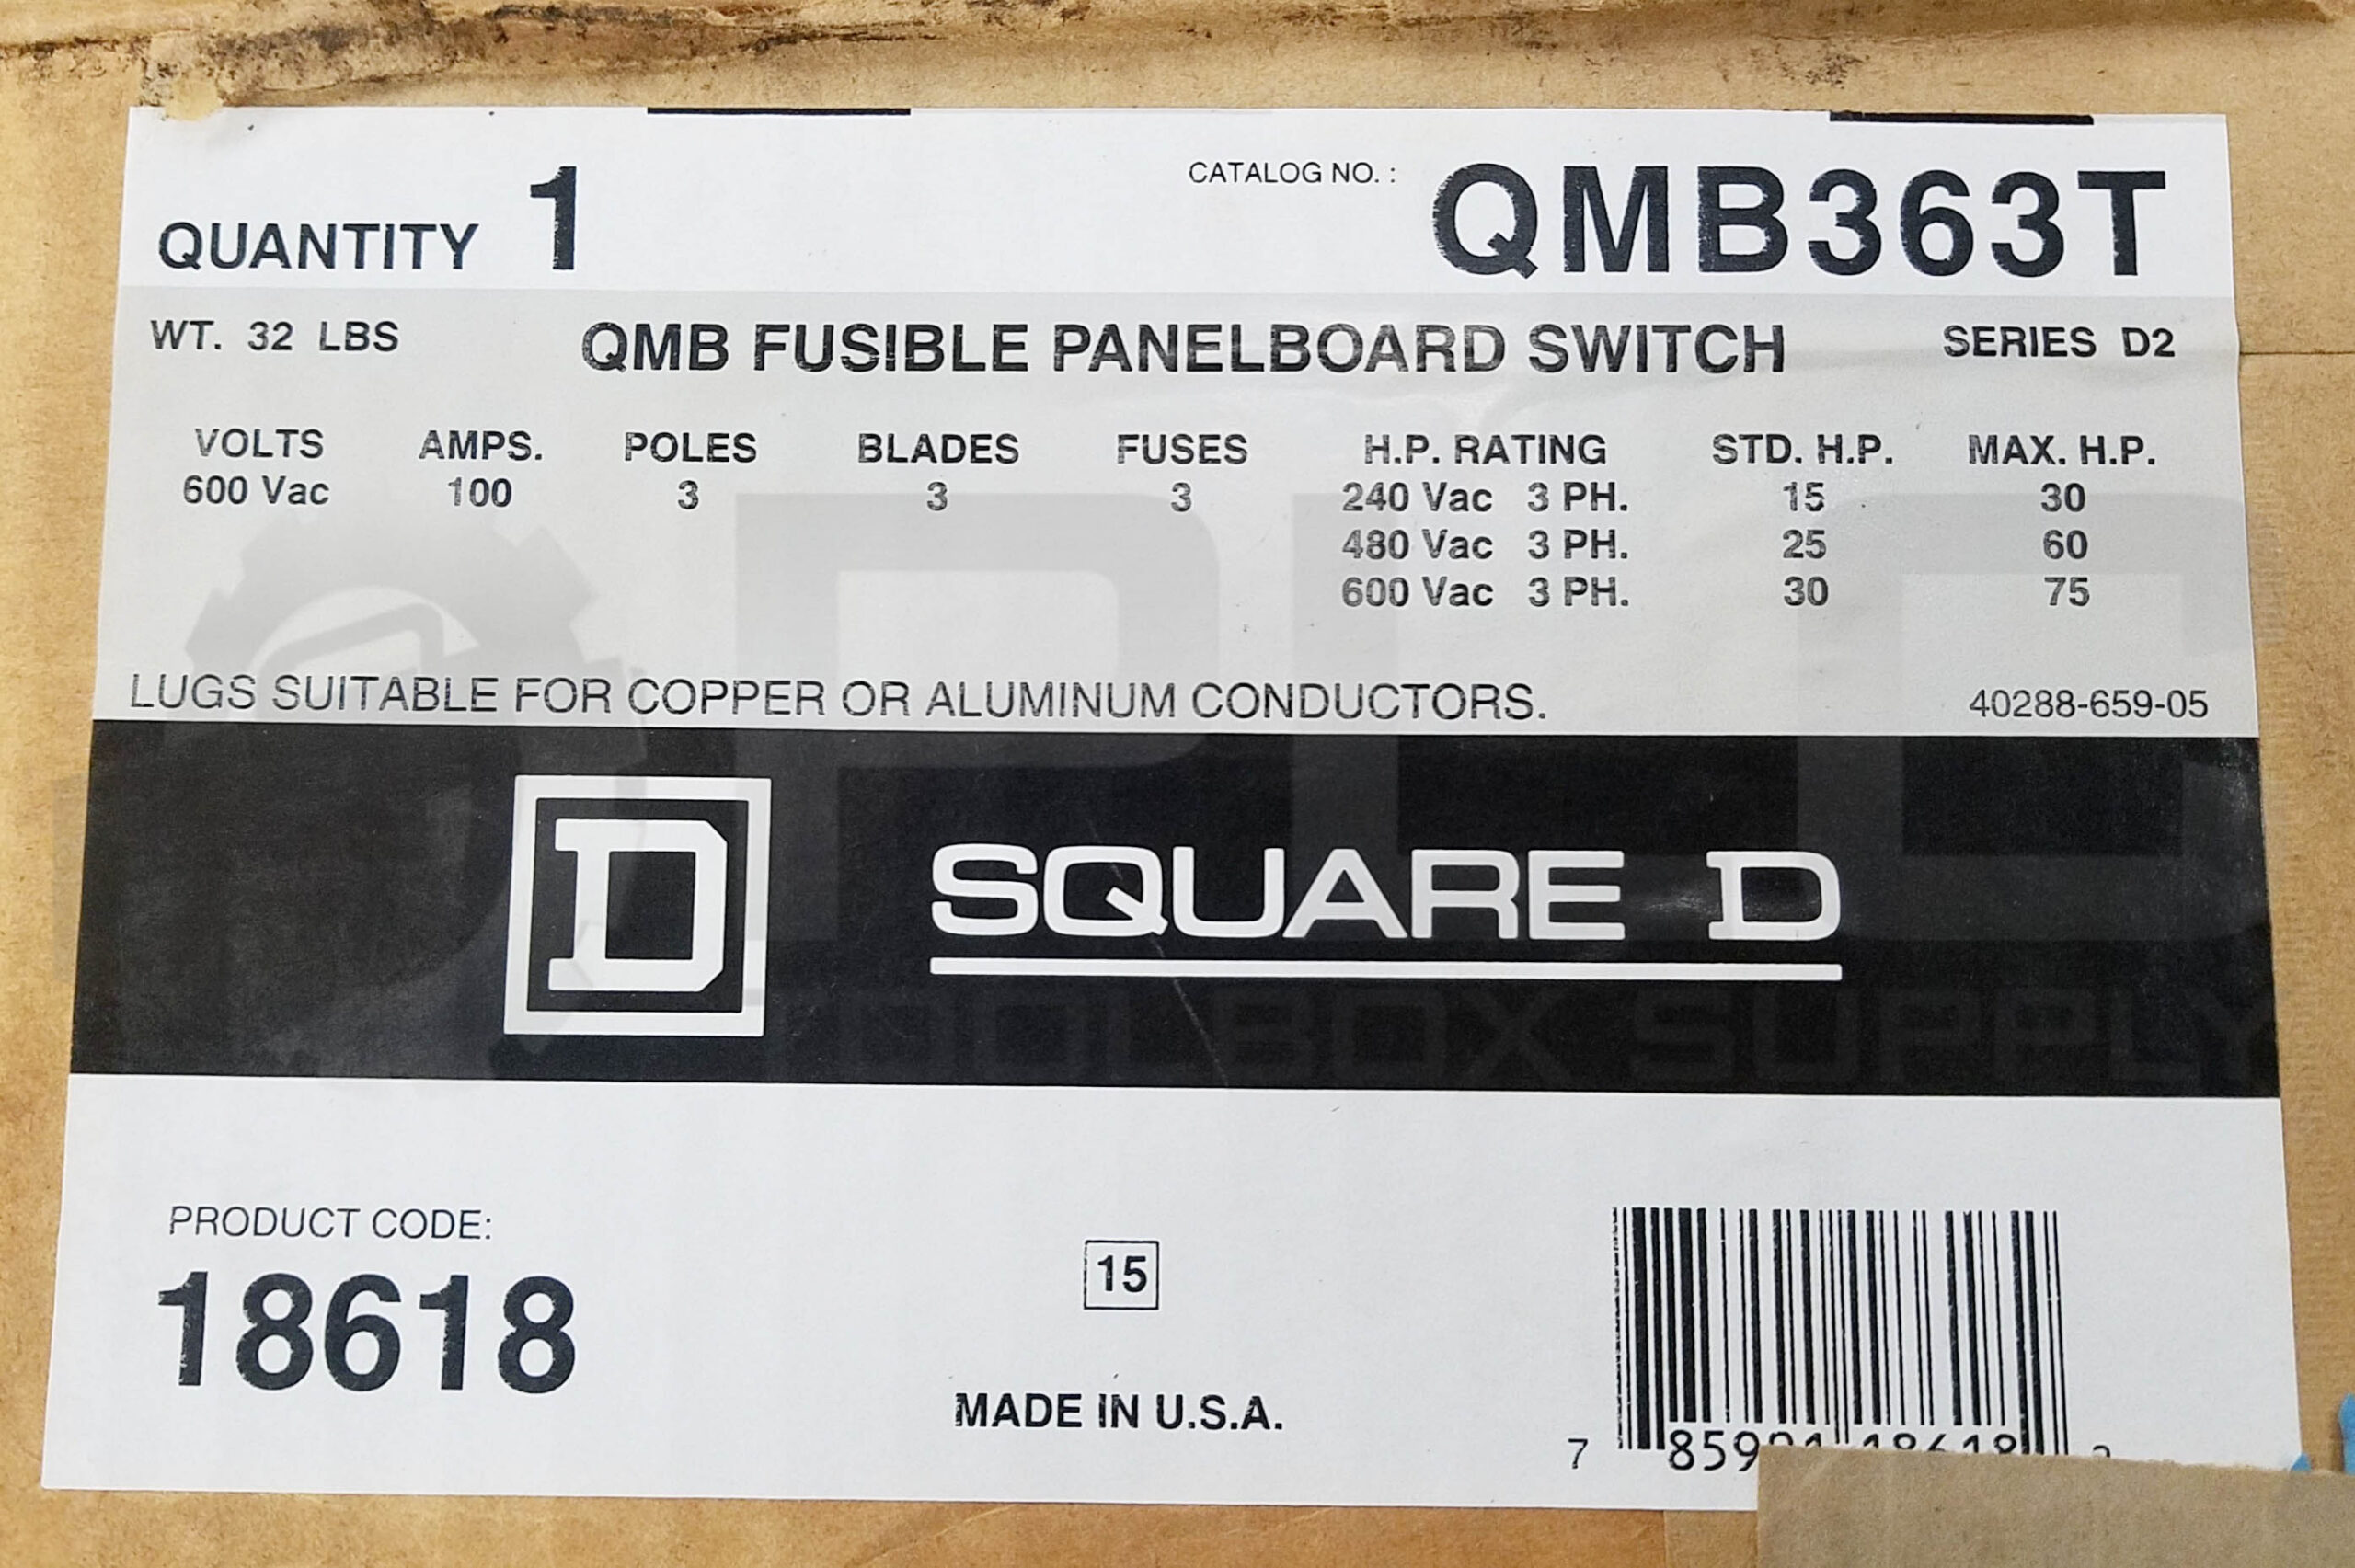 QUANTITY 1 CATALOG NO. : QMB363T
WT. 32 LBS QMB FUSIBLE PANELBOARD SWITCH SERIES D2
VOLTS AMPS. POLES BLADES FUSES H.P. RATING STD. H.P. MAX. H.P.
600 Vac 100 3 3 3 240 Vac 3 PH. 15 30
480 Vac 3 PH. 25 60
600 Vac 3 PH. 30 75
LUGS SUITABLE FOR COPPER OR ALUMINUM CONDUCTORS. 40288-659-05
D SQUARE D
TOOLBOX SUPPLY
PRODUCT CODE:
18618
15
MADE IN U.S.A.
7